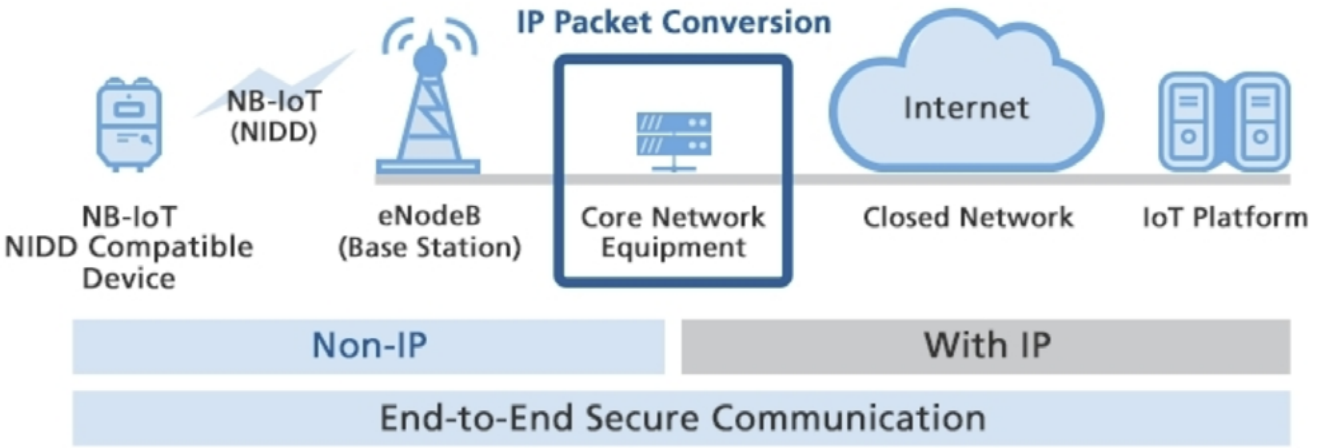 IP Packet Conversion
NB-IoT
(NIDD)
Internet
NB-IoT
NIDD Compatible
Device
eNodeB
(Base Station)
Core Network
Equipment
Closed Network
IoT Platform
Non-IP
With IP
End-to-End Secure Communication